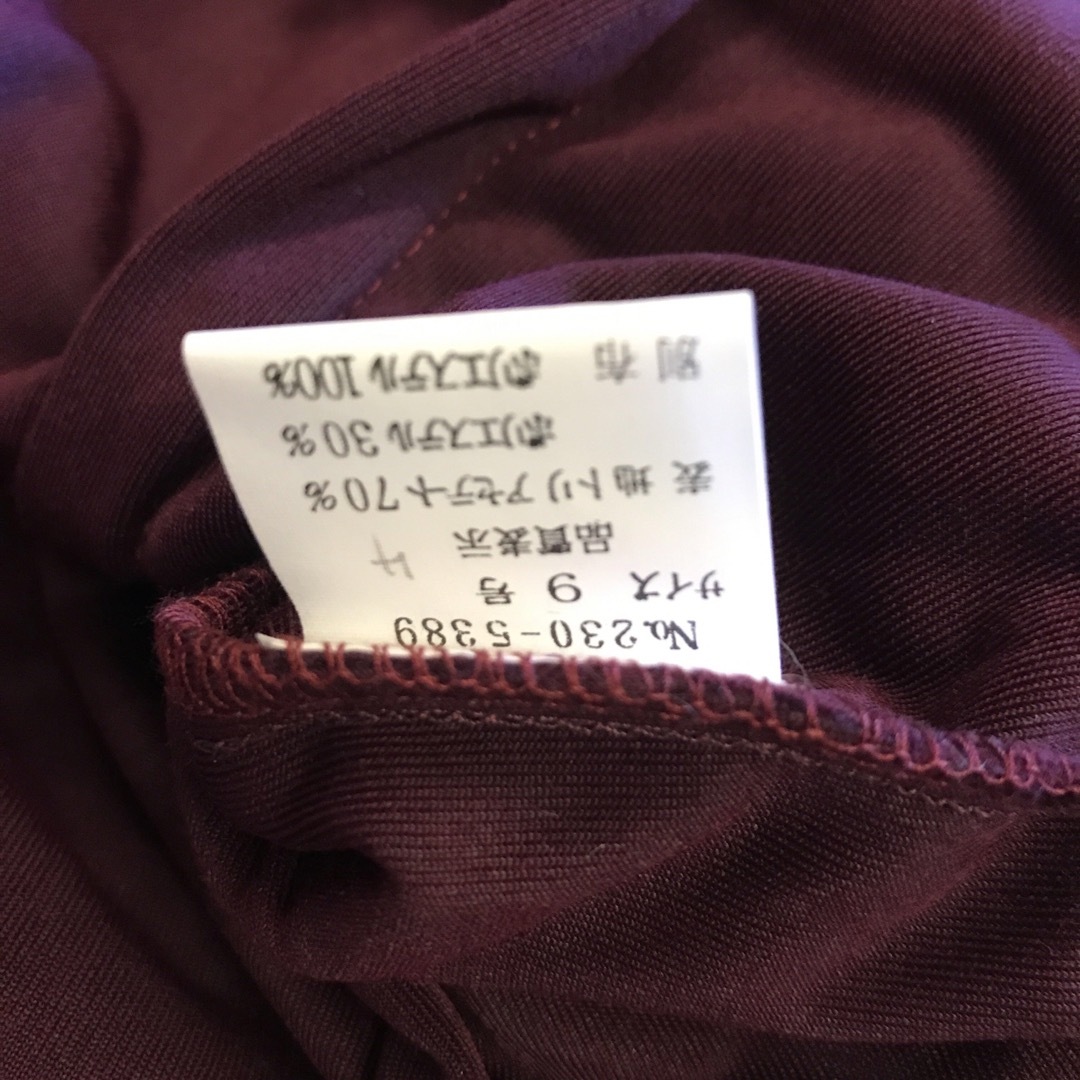 No.230-5389
サイズ 9 号
品質表示
表 地 トリアセテート70%
ポリエステル30%
別 布 ポリエステル100%